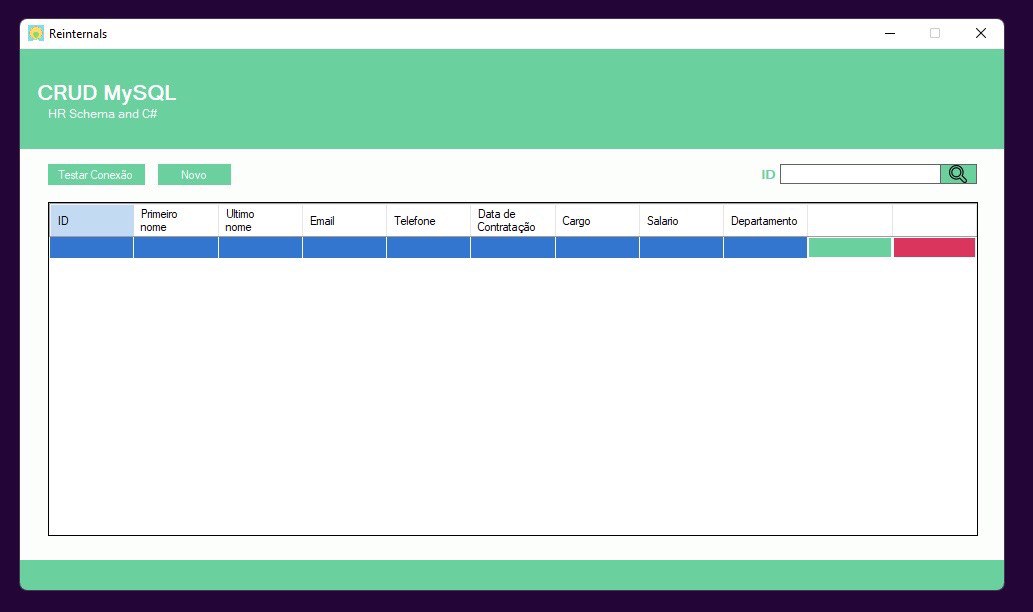 Reinternals
CRUD MySQL
HR Schema and C#
Testar Conexão
Novo
ID
ID
Primeiro
nome
Ultimo
nome
Email
Telefone
Data de
Contratação
Cargo
Salario
Departamento